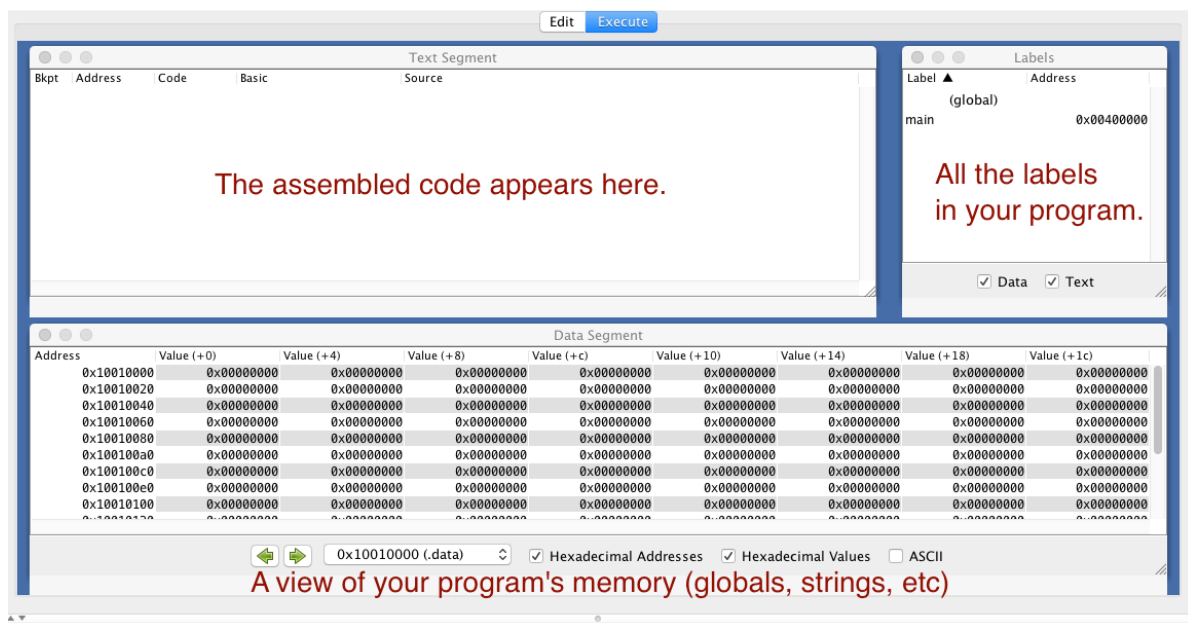 Edit Execute
Text Segment
Bkpt Address Code Basic Source
The assembled code appears here.
Labels
Label ▲ Address
(global)
main 0x00400000
All the labels
in your program.
Data Text
Data Segment
Address Value (+0) Value (+4) Value (+8) Value (+c) Value (+10) Value (+14) Value (+18) Value (+1c)
0x10010000 0x00000000 0x00000000 0x00000000 0x00000000 0x00000000 0x00000000 0x00000000 0x00000000
0x10010020 0x00000000 0x00000000 0x00000000 0x00000000 0x00000000 0x00000000 0x00000000 0x00000000
0x10010040 0x00000000 0x00000000 0x00000000 0x00000000 0x00000000 0x00000000 0x00000000 0x00000000
0x10010060 0x00000000 0x00000000 0x00000000 0x00000000 0x00000000 0x00000000 0x00000000 0x00000000
0x10010080 0x00000000 0x00000000 0x00000000 0x00000000 0x00000000 0x00000000 0x00000000 0x00000000
0x100100a0 0x00000000 0x00000000 0x00000000 0x00000000 0x00000000 0x00000000 0x00000000 0x00000000
0x100100c0 0x00000000 0x00000000 0x00000000 0x00000000 0x00000000 0x00000000 0x00000000 0x00000000
0x100100e0 0x00000000 0x00000000 0x00000000 0x00000000 0x00000000 0x00000000 0x00000000 0x00000000
0x10010100 0x00000000 0x00000000 0x00000000 0x00000000 0x00000000 0x00000000 0x00000000 0x00000000
0x10010000 (.data) Hexadecimal Addresses Hexadecimal Values ASCII
A view of your program's memory (globals, strings, etc)